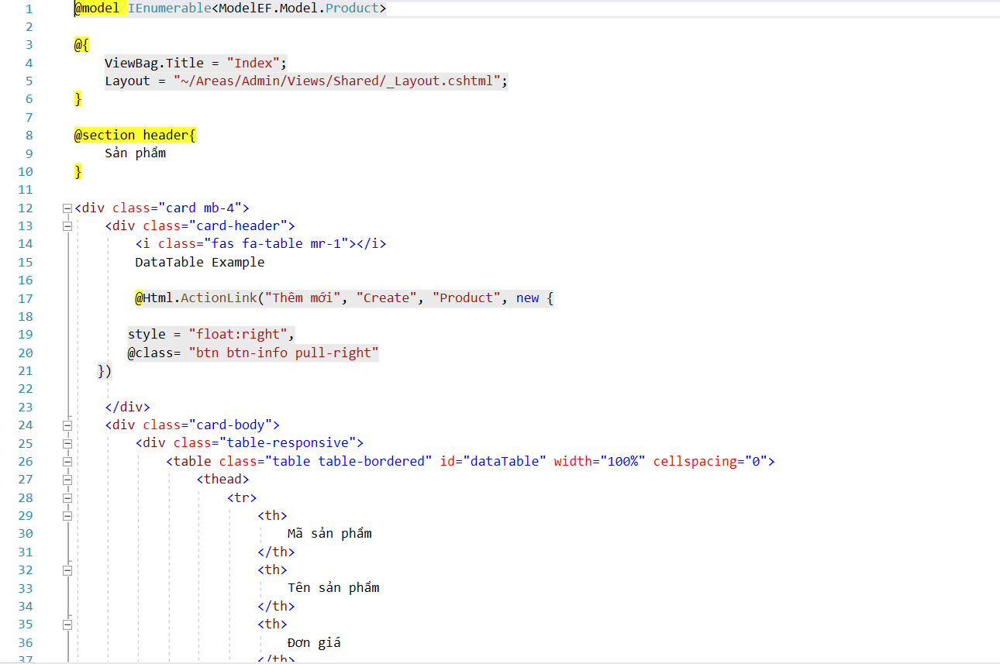 1 @model IEnumerable<ModelEF.Model.Product>
2
3 @{
4 ViewBag.Title = "Index";
5 Layout = "~/Areas/Admin/Views/Shared/_Layout.cshtml";
6 }
7
8 @section header{
9 Sản phẩm
10 }
11
12 <div class="card mb-4">
13 <div class="card-header">
14 <i class="fas fa-table mr-1"></i>
15 DataTable Example
16
17 @Html.ActionLink("Thêm mới", "Create", "Product", new {
18
19 style = "float:right",
20 @class= "btn btn-info pull-right"
21 })
22
23 </div>
24 <div class="card-body">
25 <div class="table-responsive">
26 <table class="table table-bordered" id="dataTable" width="100%" cellspacing="0">
27 <thead>
28 <tr>
29 <th>
30 Mã sản phẩm
31 </th>
32 <th>
33 Tên sản phẩm
34 </th>
35 <th>
36 Đơn giá
37 </th>